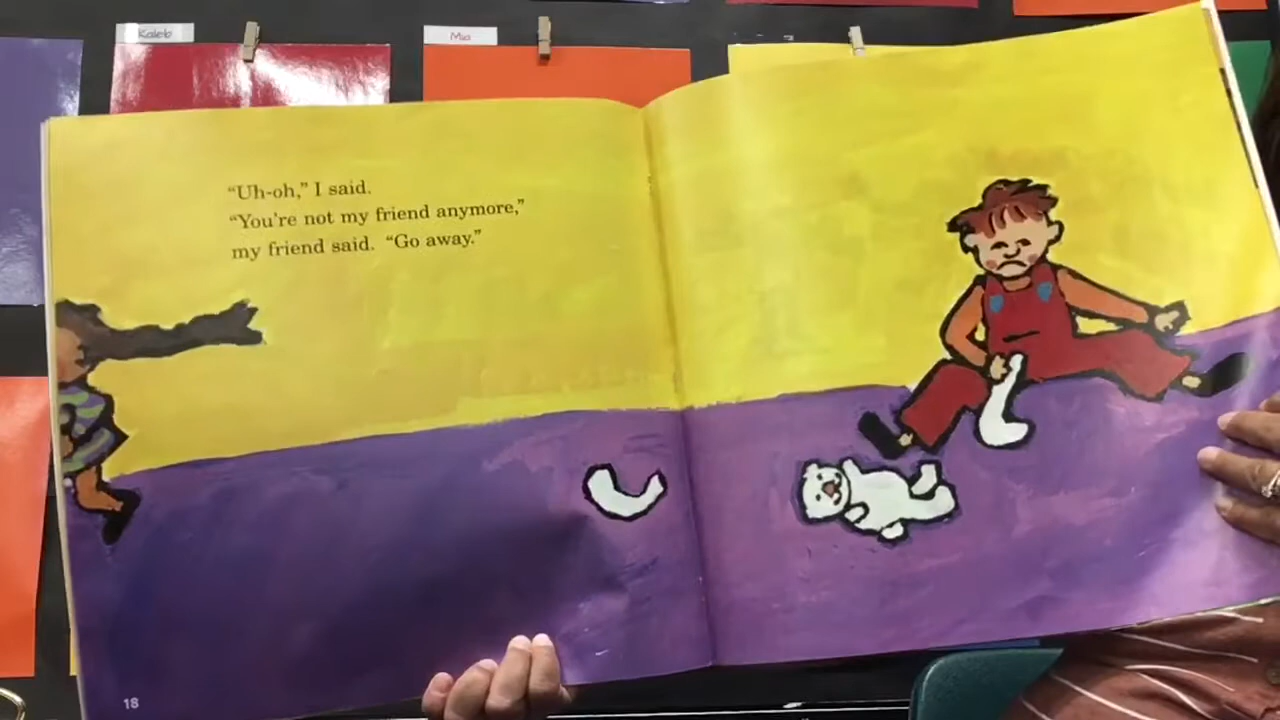 Kaleb
Mia
“Uh-oh,” I said.
“You’re not my friend anymore,”
my friend said. “Go away.”
18